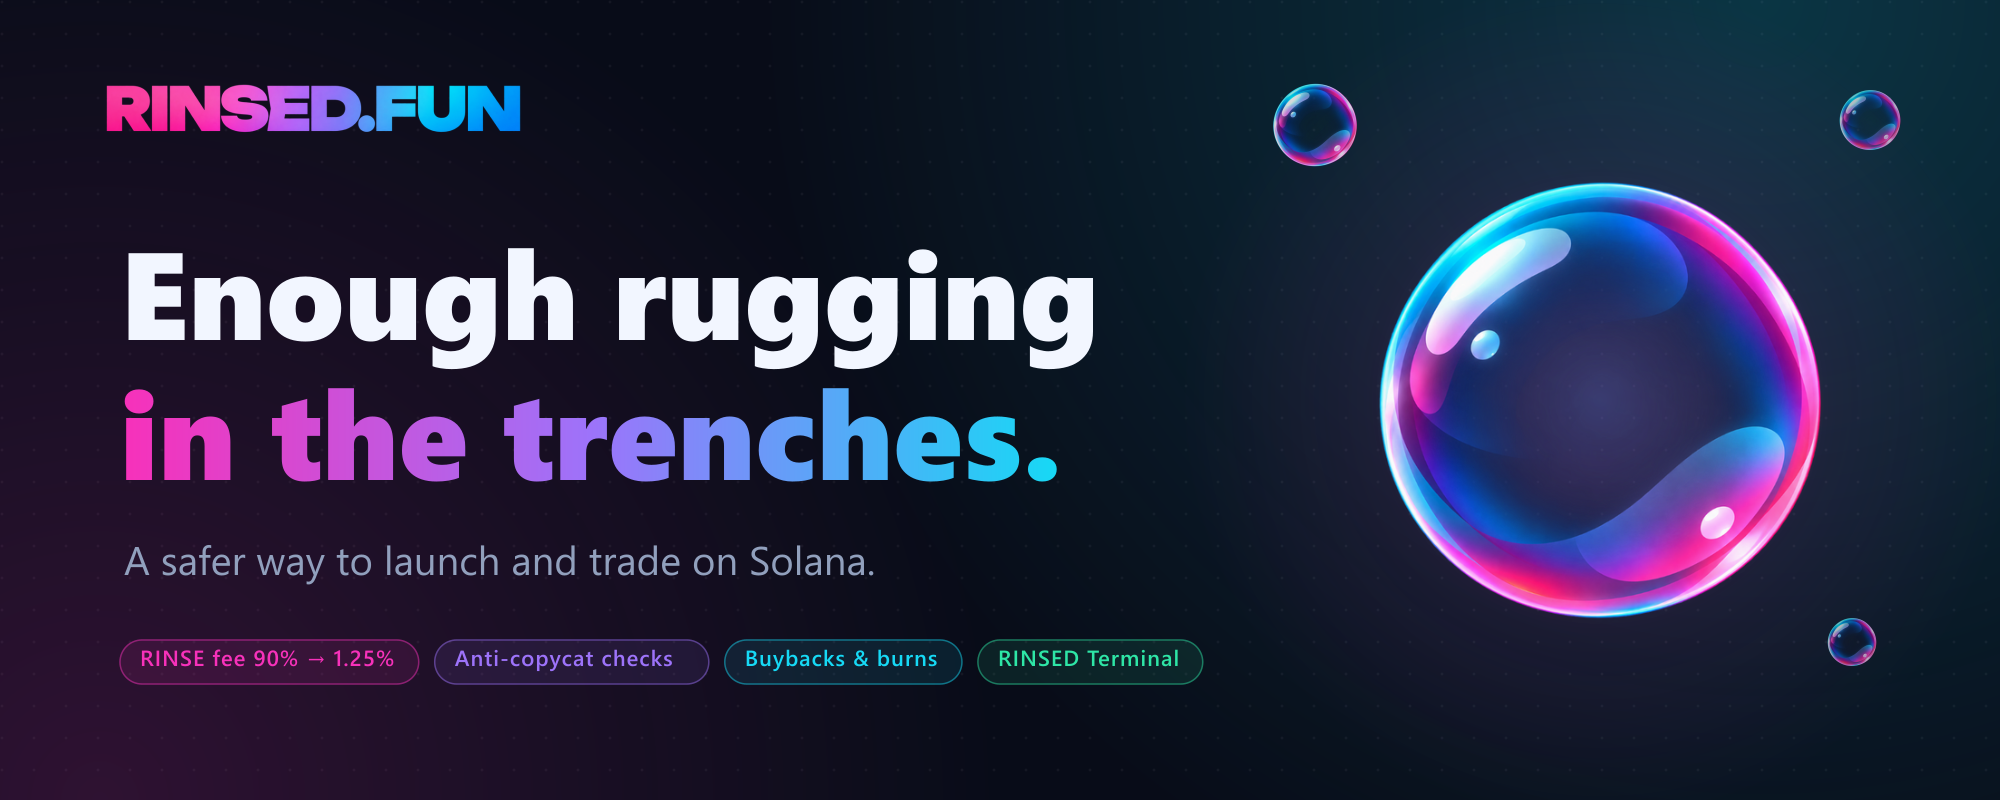 RINSED.FUN
Enough rugging
in the trenches.
A safer way to launch and trade on Solana.
RINSE fee 90% → 1.25%
Anti-copycat checks
Buybacks & burns
RINSED Terminal